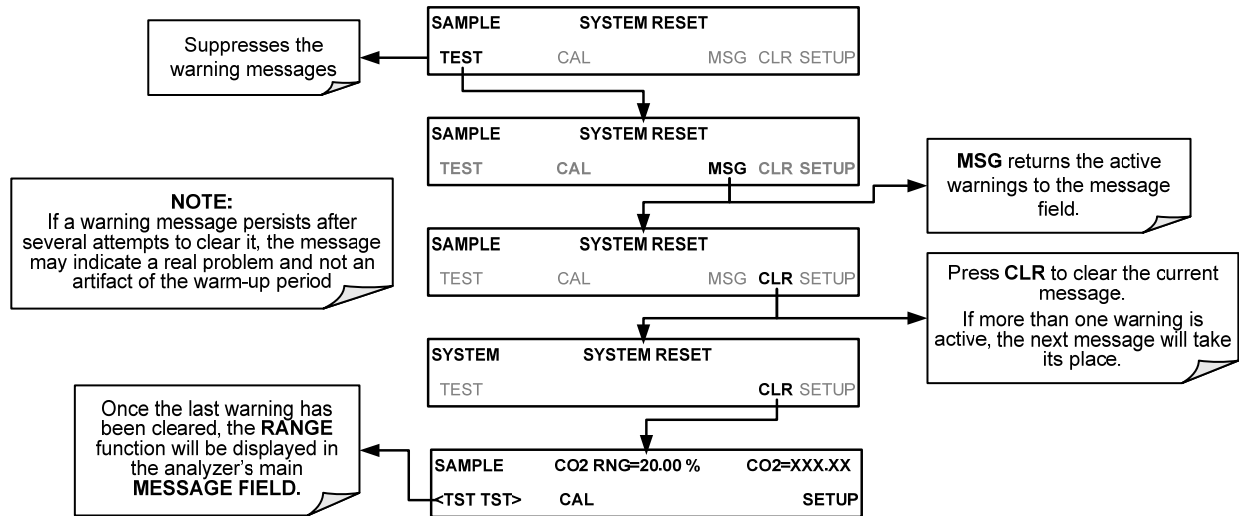 Suppresses the
warning messages
SAMPLE SYSTEM RESET
TEST CAL MSG CLR SETUP
SAMPLE SYSTEM RESET
TEST CAL MSG CLR SETUP
MSG returns the active
warnings to the message
field.
NOTE:
If a warning message persists after
several attempts to clear it, the message
may indicate a real problem and not an
artifact of the warm-up period
SAMPLE SYSTEM RESET
TEST CAL MSG CLR SETUP
Press CLR to clear the current
message.
If more than one warning is
active, the next message will take
its place.
SYSTEM SYSTEM RESET
TEST CLR SETUP
Once the last warning has
been cleared, the RANGE
function will be displayed in
the analyzer's main
MESSAGE FIELD.
SAMPLE CO2 RNG=20.00 % CO2=XXX.XX
<TST TST> CAL SETUP